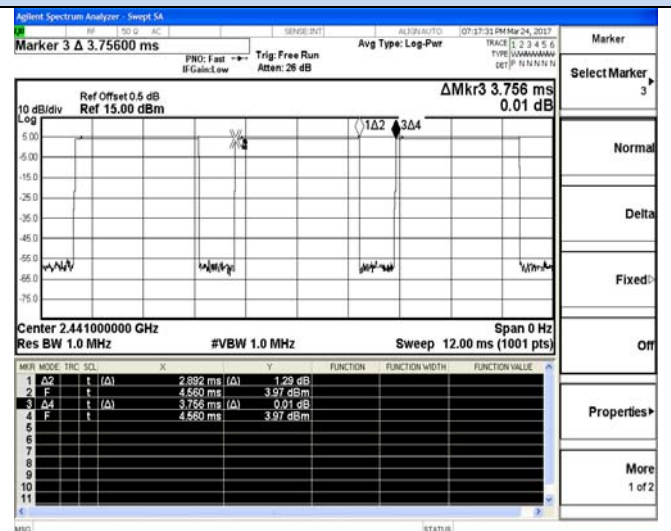 Agilent Spectrum Analyzer - Swept SA
RF 50 Ω AC SENSE:INT ALIGN AUTO 07:17:31 PM Mar 24, 2017
Marker 3 Δ 3.75600 ms
PNO: Fast Trig: Free Run
IFGain:Low Atten: 26 dB
Avg Type: Log-Pwr
TRACE 1 2 3 4 5 6
TYPE
DET P N N N N N
ΔMkr3 3.756 ms
0.01 dB
Ref Offset 0.5 dB
10 dB/div Ref 15.00 dBm
Log
1Δ2 3Δ4
5.00
-5.00
-15.0
-25.0
-35.0
-45.0
-55.0
-65.0
-75.0
Center 2.441000000 GHz Span 0 Hz
Res BW 1.0 MHz #VBW 1.0 MHz Sweep 12.00 ms (1001 pts)
MKR MODE TRC SCL X Y FUNCTION FUNCTION WIDTH FUNCTION VALUE
1 Δ2 t (Δ) 2.892 ms (Δ) 1.29 dB
2 F t 4.560 ms 3.97 dBm
3 Δ4 t (Δ) 3.756 ms (Δ) 0.01 dB
4 F t 4.560 ms 3.97 dBm
5
6
7
8
9
10
11
MSG STATUS
Marker
Select Marker
3
Normal
Delta
Fixed
Off
Properties
More
1 of 2